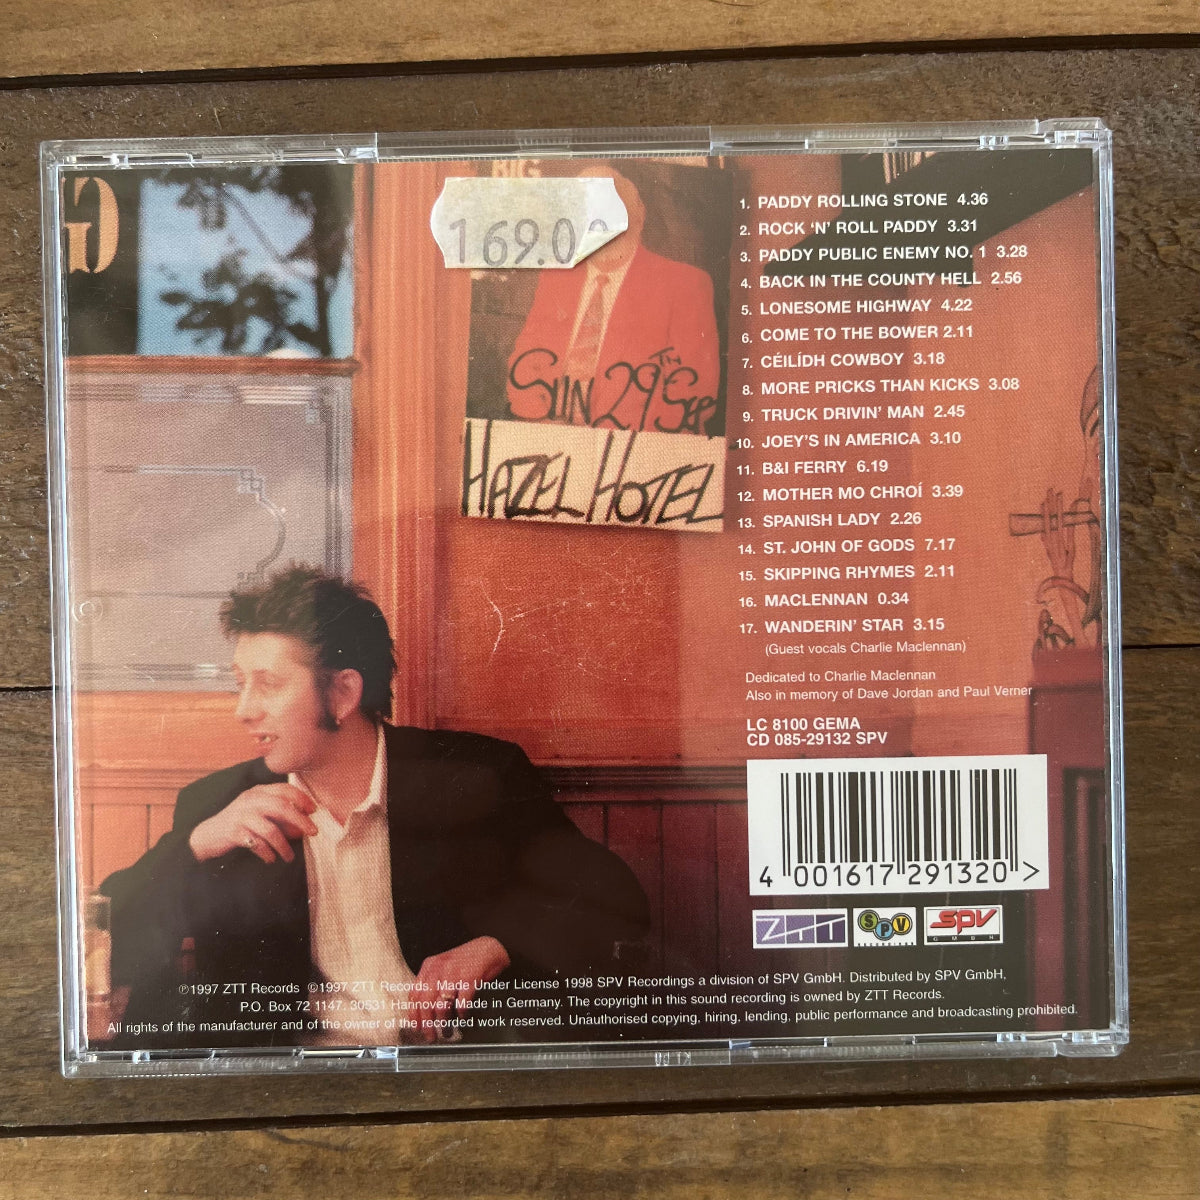 G
BIG
169.0
SUN 29TH SEP.
HAZEL HOTEL
1. PADDY ROLLING STONE 4.36
2. ROCK ‘N’ ROLL PADDY 3.31
3. PADDY PUBLIC ENEMY NO. 1 3.28
4. BACK IN THE COUNTY HELL 2.56
5. LONESOME HIGHWAY 4.22
6. COME TO THE BOWER 2.11
7. CÉILÍDH COWBOY 3.18
8. MORE PRICKS THAN KICKS 3.08
9. TRUCK DRIVIN’ MAN 2.45
10. JOEY’S IN AMERICA 3.10
11. B&I FERRY 6.19
12. MOTHER MO CHROÍ 3.39
13. SPANISH LADY 2.26
14. ST. JOHN OF GODS 7.17
15. SKIPPING RHYMES 2.11
16. MACLENNAN 0.34
17. WANDERIN’ STAR 3.15
(Guest vocals Charlie Maclennan)
Dedicated to Charlie Maclennan
Also in memory of Dave Jordan and Paul Verner
LC 8100 GEMA
CD 085-29132 SPV
4 001617 291320 >
ZTT SPV RECORDINGS SPV GMBH
℗1997 ZTT Records ©1997 ZTT Records. Made Under License 1998 SPV Recordings a division of SPV GmbH. Distributed by SPV GmbH,
P.O. Box 72 1147. 30531 Hannover. Made in Germany. The copyright in this sound recording is owned by ZTT Records.
All rights of the manufacturer and of the owner of the recorded work reserved. Unauthorised copying, hiring, lending, public performance and broadcasting prohibited.